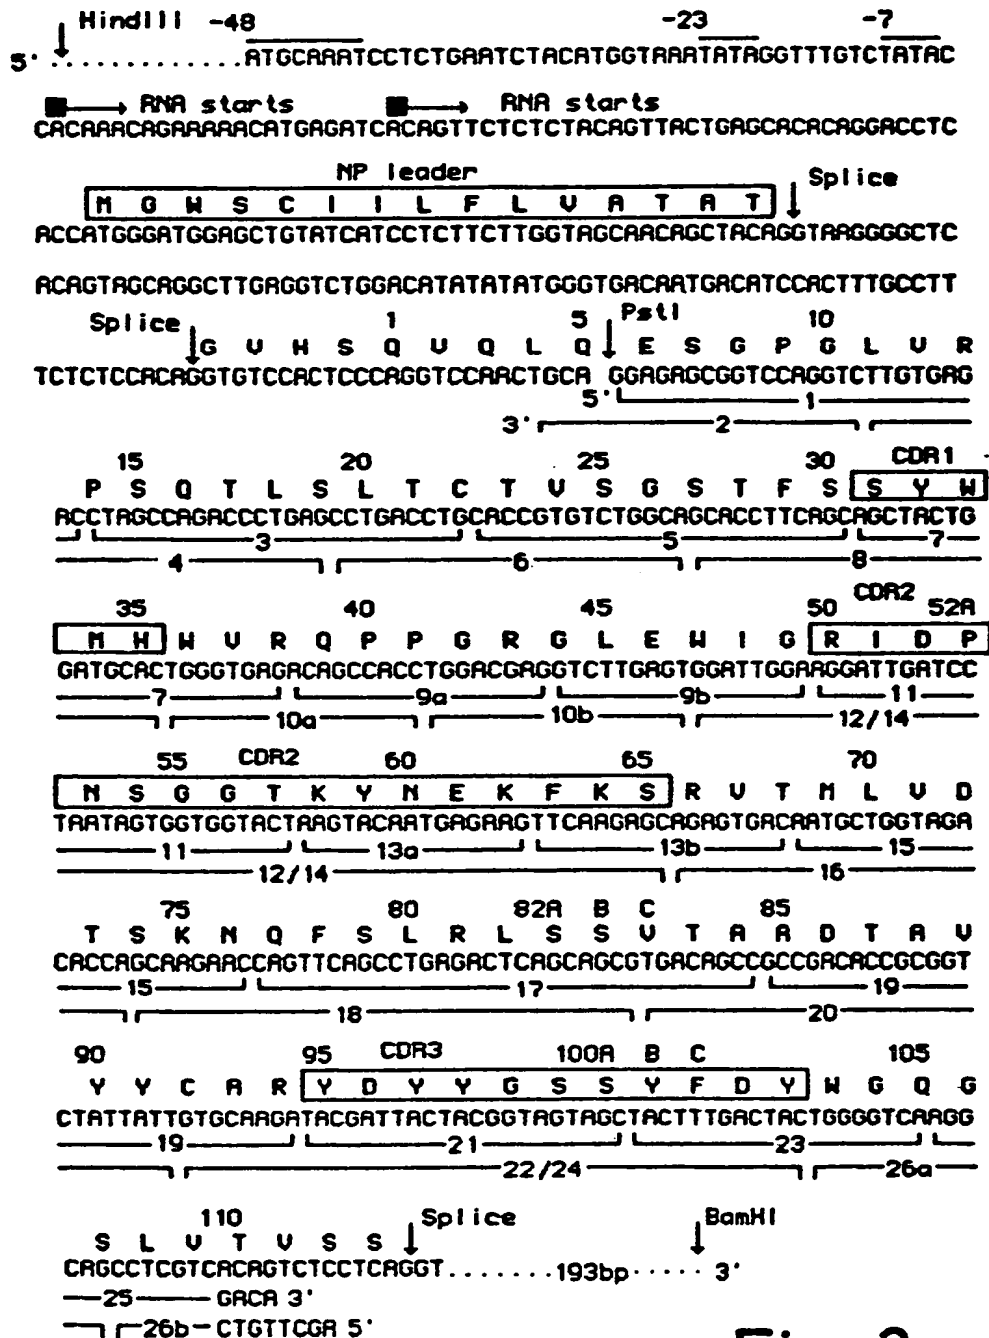 HindIII -48 -23 -7
5' ..............ATGCAAATCCTCTGAATCTACATGGTAAATATAGGTTTGTCTATAC
RNA starts RNA starts
CACAAACAGAAAAACATGAGATCACAGTTCTCTCTACAGTTACTGAGCACACAGGACCTC
NP leader
M G W S C I I L F L V A T A T Splice
ACCATGGGATGGAGCTGTATCATCCTCTTCTTGGTAGCAACAGCTACAGGTAAGGGGCTC
ACAGTAGCAGGCTTGAGGTCTGGACATATATATGGGTGACAATGACATCCACTTTGCCTT
Splice 1 5 PstI 10
G V H S Q V Q L Q E S G P G L V R
TCTCTCCACAGGTGTCCACTCCCAGGTCCAACTGCA GGAGAGCGGTCCAGGTCTTGTGAG
5' 1
3' 2
15 20 25 30 CDR1
P S Q T L S L T C T V S G S T F S S Y W
ACCTAGCCAGACCCTGAGCCTGACCTGCACCGTGTCTGGCAGCACCTTCAGCAGCTACTG
3 5 7
4 6 8
35 40 45 50 CDR2 52A
M H W V R Q P P G R G L E W I G R I D P
GATGCACTGGGTGAGACAGCCACCTGGACGAGGTCTTGAGTGGATTGGAAGGATTGATCC
7 9a 9b 11
10a 10b 12/14
55 CDR2 60 65 70
N S G G T K Y N E K F K S R V T M L V D
TAATAGTGGTGGTACTAAGTACAATGAGAAGTTCAAGAGCAGAGTGACAATGCTGGTAGA
11 13a 13b 15
12/14 16
75 80 82A B C 85
T S K N Q F S L R L S S V T A A D T A V
CACCAGCAAGAACCAGTTCAGCCTGAGACTCAGCAGCGTGACAGCCGCCGACACCGCGGT
15 17 19
18 20
90 95 CDR3 100A B C 105
Y Y C A R Y D Y Y G S S Y F D Y W G Q G
CTATTATTGTGCAAGATACGATTACTACGGTAGTAGCTACTTTGACTACTGGGGTCAAGG
19 21 23
22/24 26a
110 Splice BamHI
S L V T V S S
CAGCCTCGTCACAGTCTCCTCAGGT.......193bp..... 3'
25 GACA 3'
26b CTGTTCGA 5'